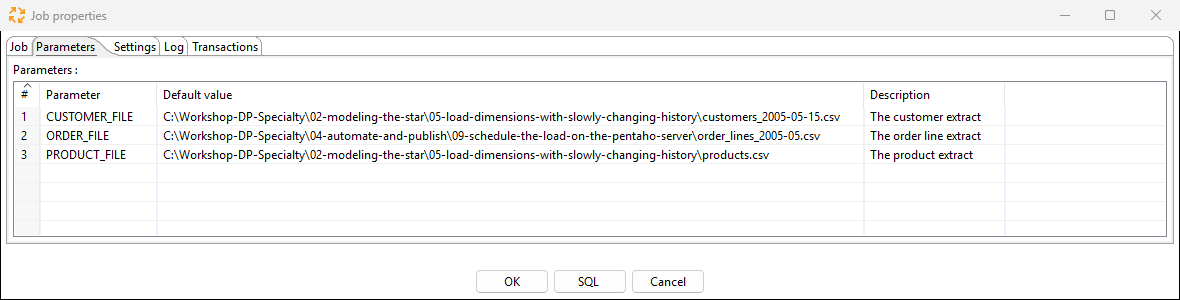 Job properties
Job Parameters Settings Log Transactions
Parameters :
# Parameter Default value Description
1 CUSTOMER_FILE C:\Workshop-DP-Specialty\02-modeling-the-star\05-load-dimensions-with-slowly-changing-history\customers_2005-05-15.csv The customer extract
2 ORDER_FILE C:\Workshop-DP-Specialty\04-automate-and-publish\09-schedule-the-load-on-the-pentaho-server\order_lines_2005-05.csv The order line extract
3 PRODUCT_FILE C:\Workshop-DP-Specialty\02-modeling-the-star\05-load-dimensions-with-slowly-changing-history\products.csv The product extract
OK SQL Cancel